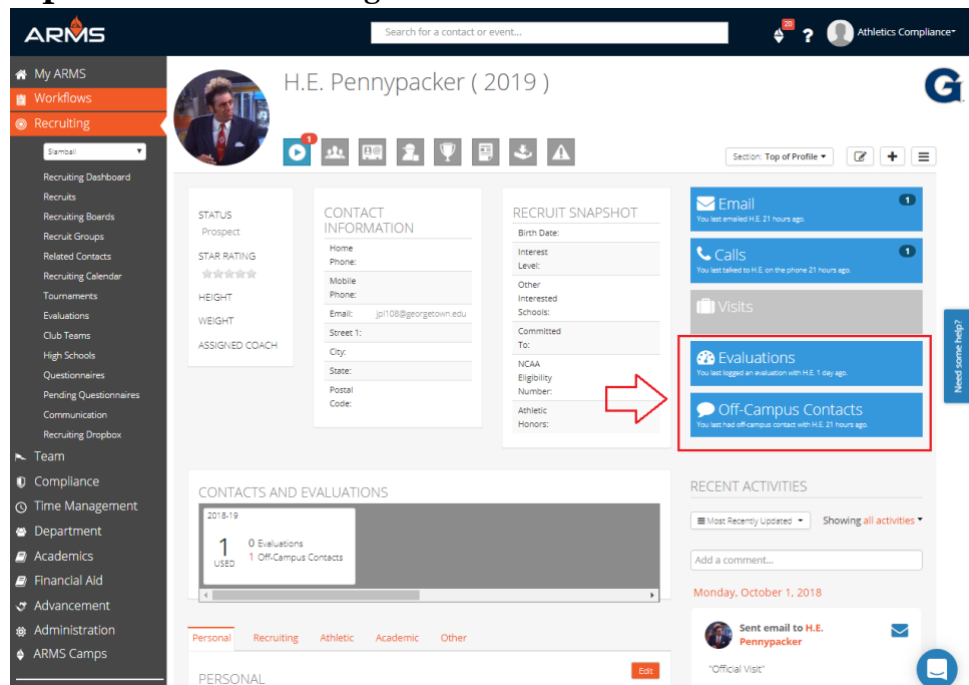 ARMS
Search for a contact or event...
20
?
Athletics Compliance
My ARMS
Workflows
Recruiting
Slamball
Recruiting Dashboard
Recruits
Recruiting Boards
Recruit Groups
Related Contacts
Recruiting Calendar
Tournaments
Evaluations
Club Teams
High Schools
Questionnaires
Pending Questionnaires
Communication
Recruiting Dropbox
Team
Compliance
Time Management
Department
Academics
Financial Aid
Advancement
Administration
ARMS Camps
H.E. Pennypacker ( 2019 )
G
1
Section: Top of Profile
STATUS
Prospect
STAR RATING
HEIGHT
WEIGHT
ASSIGNED COACH
CONTACT
INFORMATION
Home
Phone:
Mobile
Phone:
Email: jpl108@georgetown.edu
Street 1:
City:
State:
Postal
Code:
RECRUIT SNAPSHOT
Birth Date:
Interest
Level:
Other
Interested
Schools:
Committed
To:
NCAA
Eligibility
Number:
Athletic
Honors:
Email 1
You last emailed H.E. 21 hours ago.
Calls 1
You last talked to H.E. on the phone 21 hours ago.
Visits
Evaluations
You last logged an evaluation with H.E. 1 day ago.
Off-Campus Contacts
You last had off-campus contact with H.E. 21 hours ago.
Need some help?
CONTACTS AND EVALUATIONS
2018-19
1
USED
0 Evaluations
1 Off-Campus Contacts
Personal Recruiting Athletic Academic Other
PERSONAL
Edit
RECENT ACTIVITIES
Most Recently Updated
Showing all activities
Add a comment...
Monday, October 1, 2018
Sent email to H.E.
Pennypacker
"Official Visit"